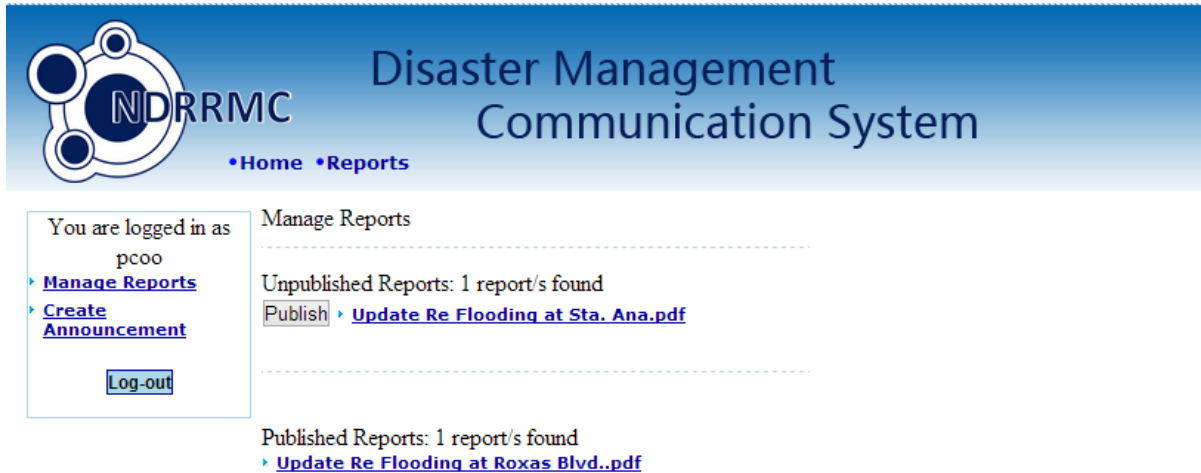 Disaster Management
Communication System
NDRRMC
•Home •Reports
You are logged in as
pcoo
Manage Reports
Create
Announcement
Log-out
Manage Reports
Unpublished Reports: 1 report/s found
Publish Update Re Flooding at Sta. Ana.pdf
Published Reports: 1 report/s found
Update Re Flooding at Roxas Blvd..pdf